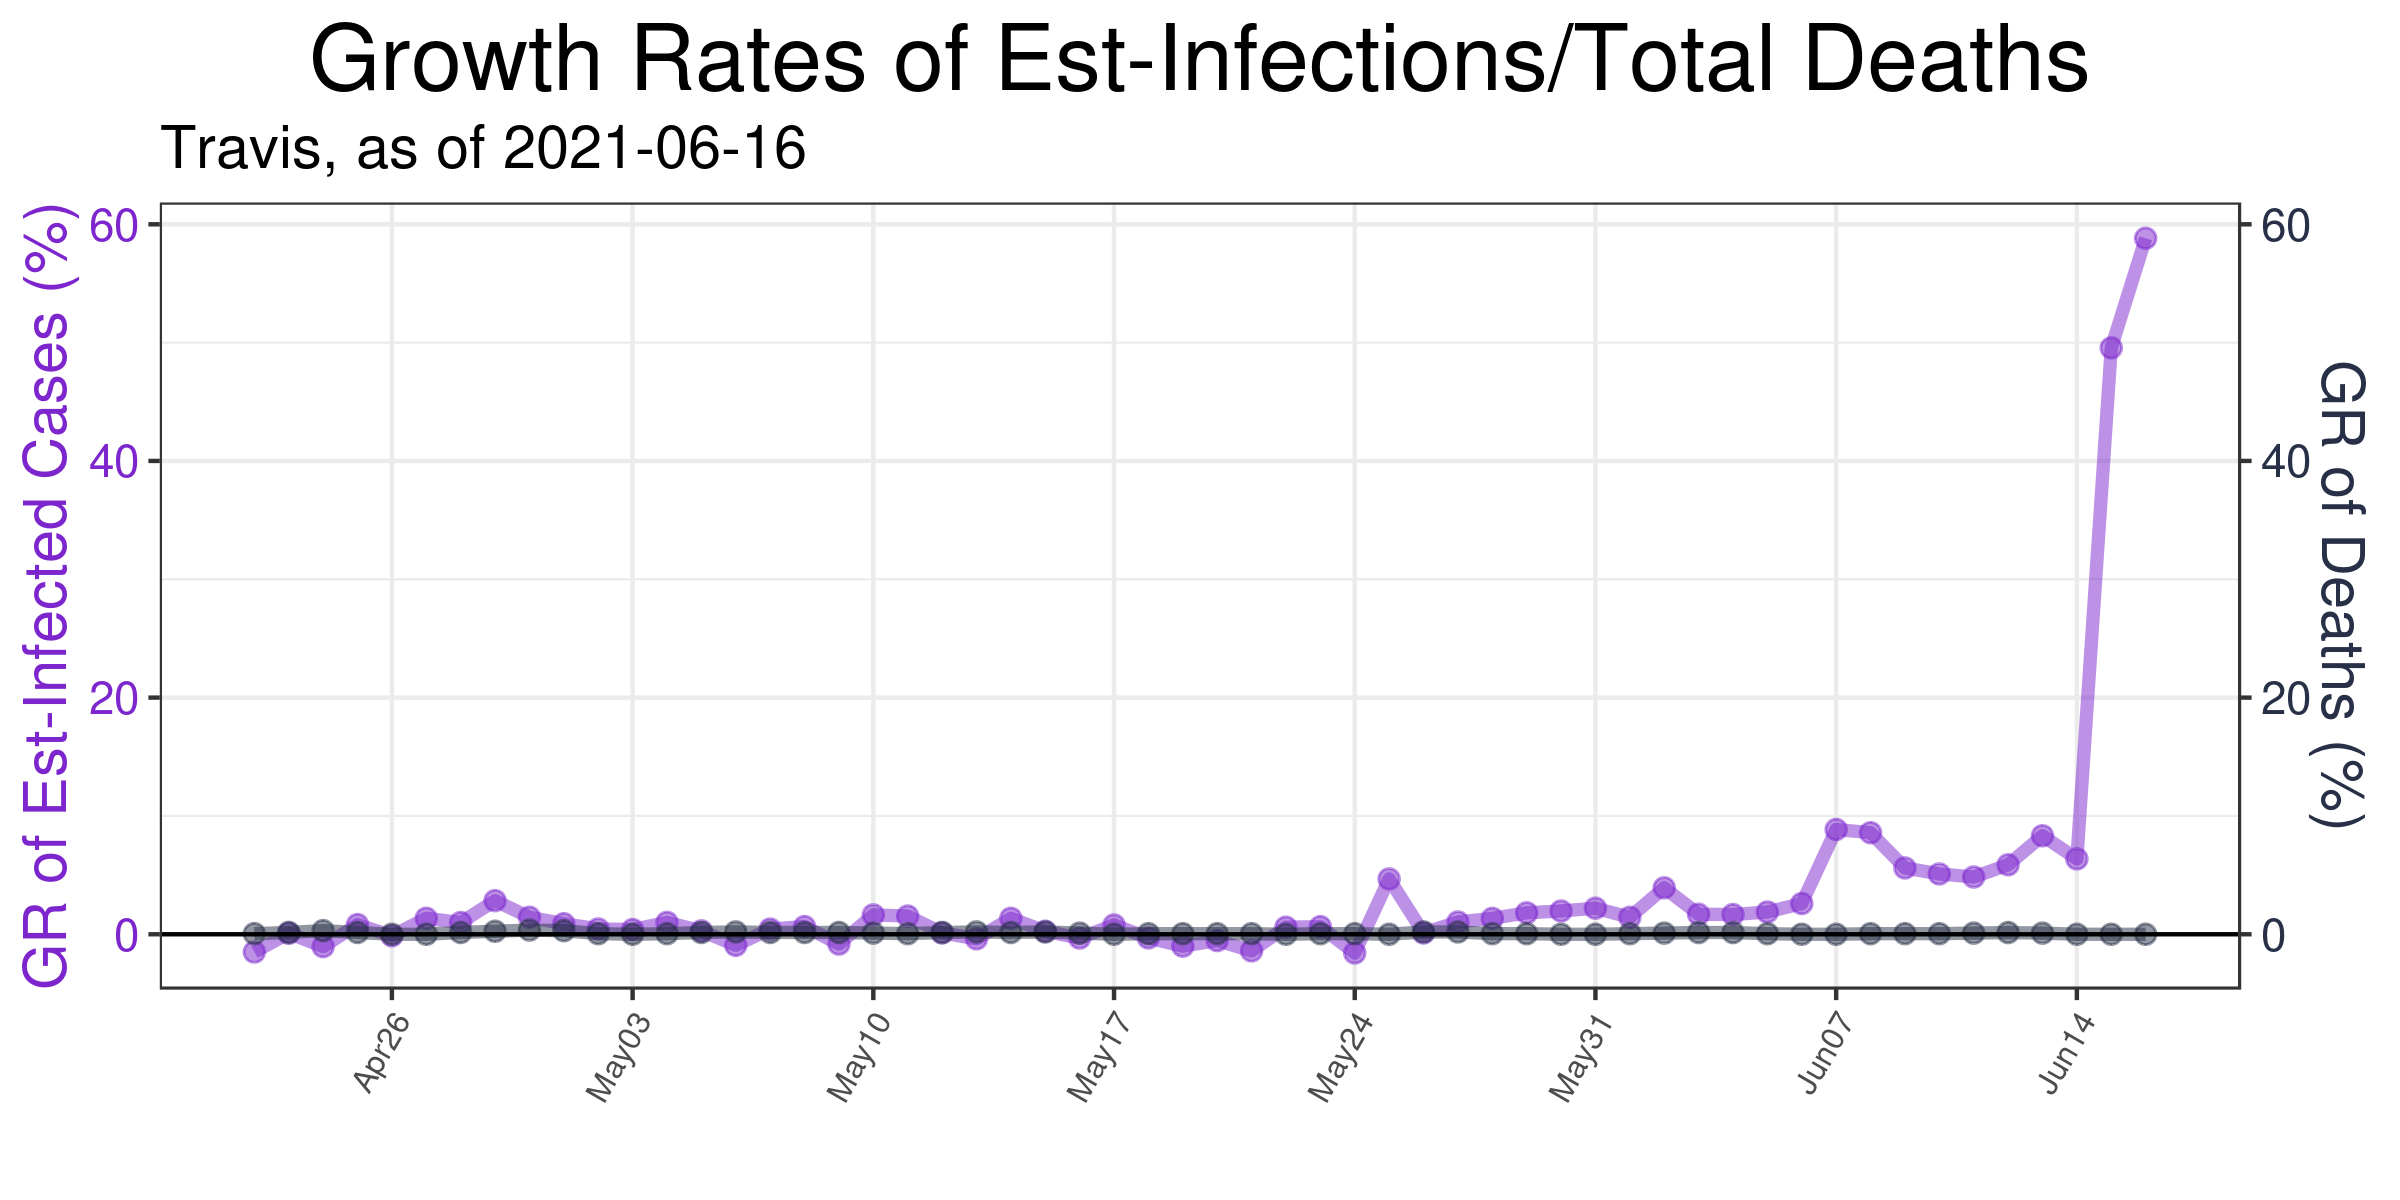 Growth Rates of Est-Infections/Total Deaths
Travis, as of 2021-06-16
GR of Est-Infected Cases (%)
60
40
20
0
60
40
20
0
GR of Deaths (%)
Apr26
May03
May10
May17
May24
May31
Jun07
Jun14